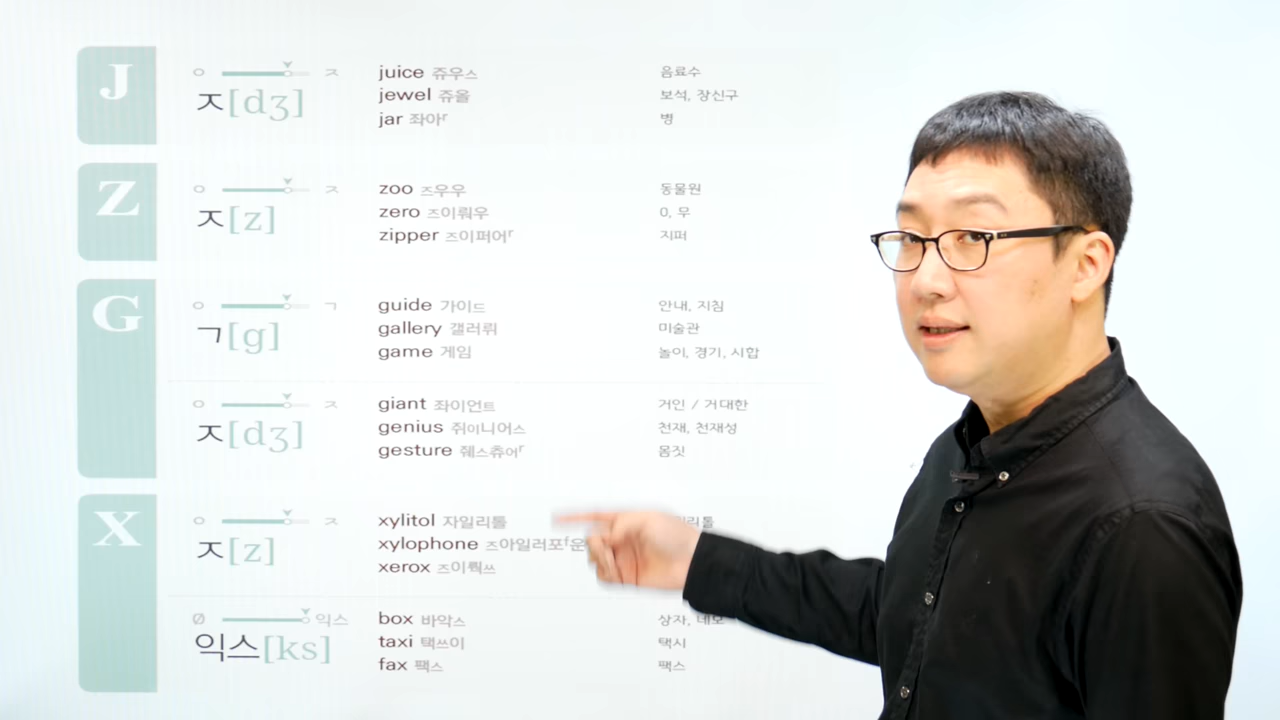 J
ㅇ ㅈ
ㅈ[dʒ]
juice 쥬우스 음료수
jewel 쥬을 보석, 장신구
jar 좌아r 병
Z
ㅇ ㅈ
ㅈ[z]
zoo 즈우우 동물원
zero 즈이뤄우 0, 무
zipper 즈이퍼어r 지퍼
G
ㅇ ㄱ
ㄱ[g]
guide 가이드 안내, 지침
gallery 갤러뤼 미술관
game 게임 놀이, 경기, 시합
ㅇ ㅈ
ㅈ[dʒ]
giant 좌이언트 거인 / 거대한
genius 쥐이니어스 천재, 천재성
gesture 줴스츄어r 몸짓
X
ㅇ ㅈ
ㅈ[z]
xylitol 자일리톨
xylophone 즈아일러포f운
xerox 즈이뤅쓰
Ø 익스
익스[ks]
box 바악스 상자, 네모
taxi 택쓰이 택시
fax 팩스 팩스